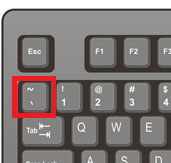 Esc F1 F2 F3
~ ! @ # $
` 1 2 3 4
Tab Q W E
A S D